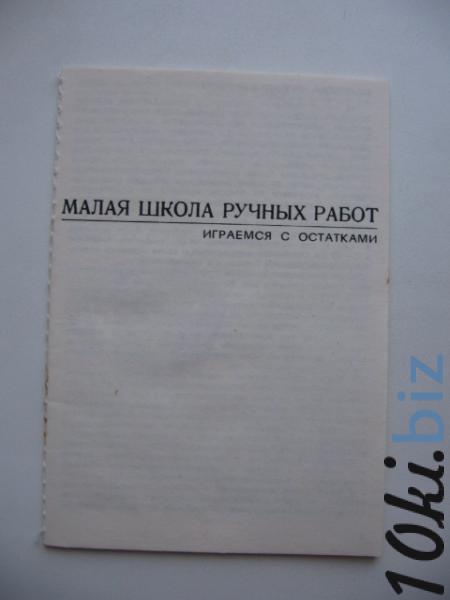 МАЛАЯ ШКОЛА РУЧНЫХ РАБОТ
ИГРАЕМСЯ С ОСТАТКАМИ
10ki.biz